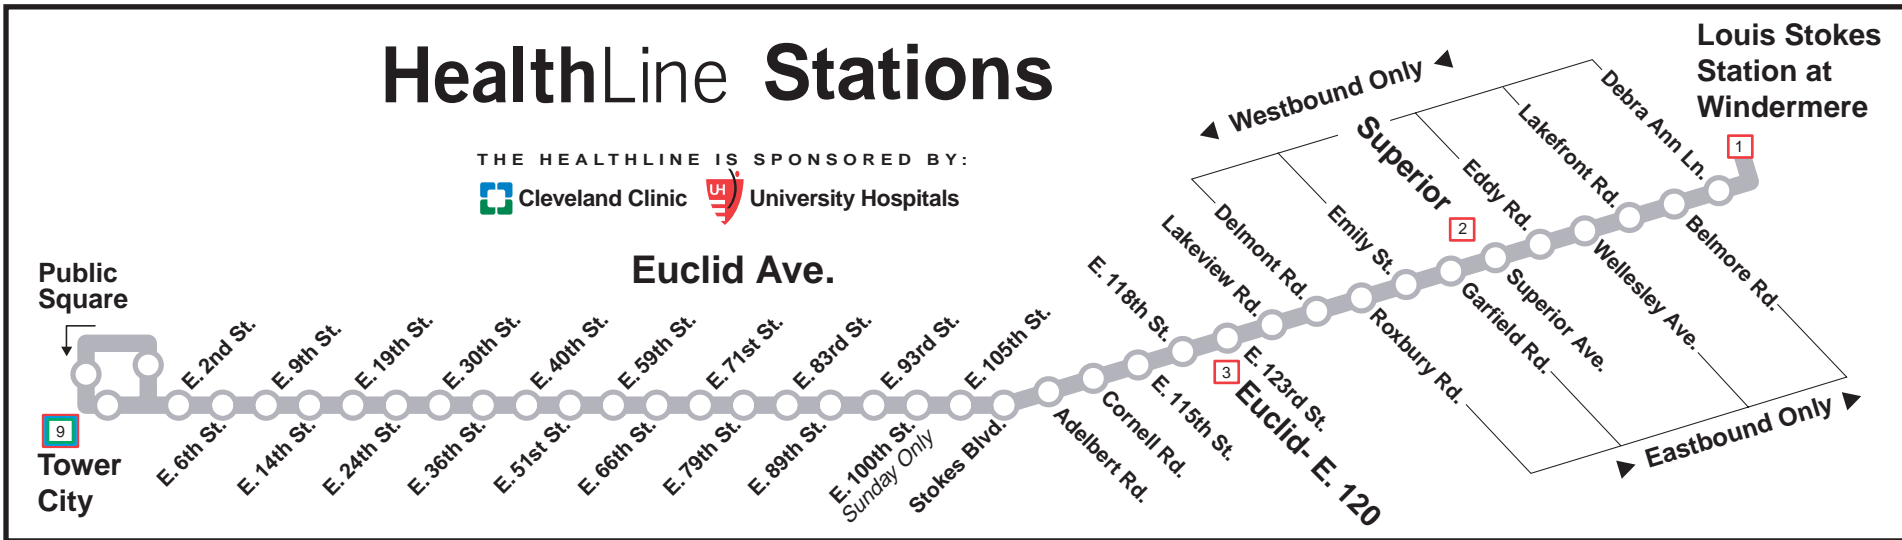 HealthLine Stations
THE HEALTHLINE IS SPONSORED BY:
Cleveland Clinic
UH
University Hospitals
Euclid Ave.
Public
Square
9
Tower
City
E. 2nd St.
E. 6th St.
E. 9th St.
E. 14th St.
E. 19th St.
E. 24th St.
E. 30th St.
E. 36th St.
E. 40th St.
E. 51st St.
E. 59th St.
E. 66th St.
E. 71st St.
E. 79th St.
E. 83rd St.
E. 89th St.
E. 93rd St.
E. 100th St.
Sunday Only
E. 105th St.
Stokes Blvd.
Adelbert Rd.
Cornell Rd.
E. 115th St.
E. 118th St.
3
E. 123rd St.
Euclid- E. 120
Lakeview Rd.
Delmont Rd.
Roxbury Rd.
Emily St.
Garfield Rd.
Superior
2
Superior Ave.
Eddy Rd.
Wellesley Ave.
Lakefront Rd.
Belmore Rd.
Debra Ann Ln.
Westbound Only
Eastbound Only
Louis Stokes
Station at
Windermere
1